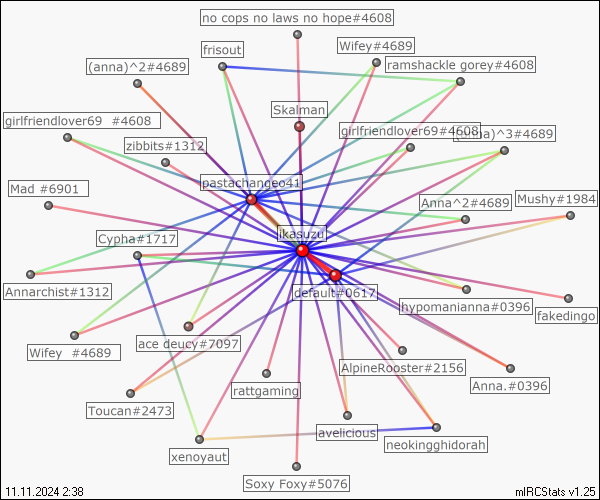 no cops no laws no hope#4608
frisout
Wifey#4689
(anna)^2#4689
ramshackle gorey#4608
Skalman
girlfriendlover69 #4608
girlfriendlover69#4608
)^3#4689
zibbits#1312
pastachangeo41
Mad #6901
Anna^2#4689
Mushy#1984
Cypha#1717
ikasuzu
default#0617
Annarchist#1312
hypomanianna#0396
fakedingo
Wifey #4689
ace deucy#7097
AlpineRooster#2156
rattgaming
Anna.#0396
Toucan#2473
avelicious
neokingghidorah
xenoyaut
Soxy Foxy#5076
11.11.2024 2:38
mIRCStats v1.25